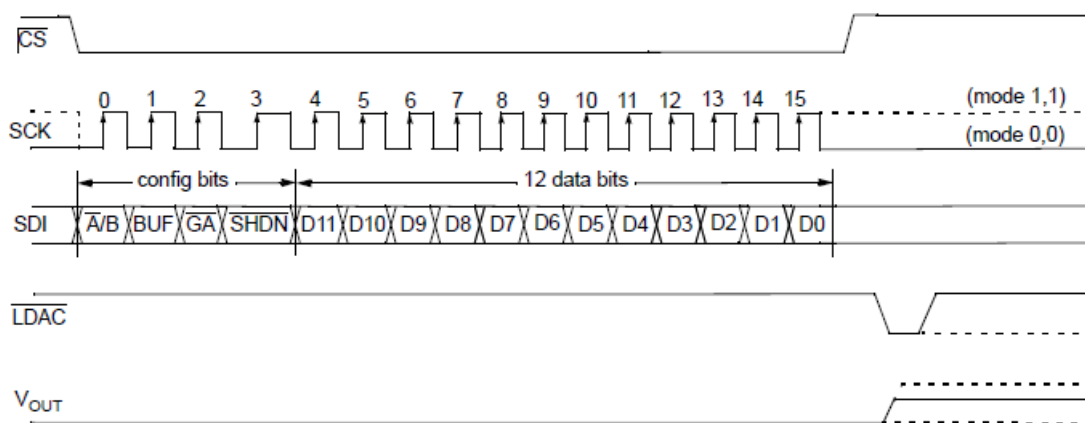 CS
0 1 2 3 4 5 6 7 8 9 10 11 12 13 14 15 (mode 1,1)
SCK (mode 0,0)
config bits 12 data bits
SDI A/B BUF GA SHDN D11 D10 D9 D8 D7 D6 D5 D4 D3 D2 D1 D0
LDAC
VOUT